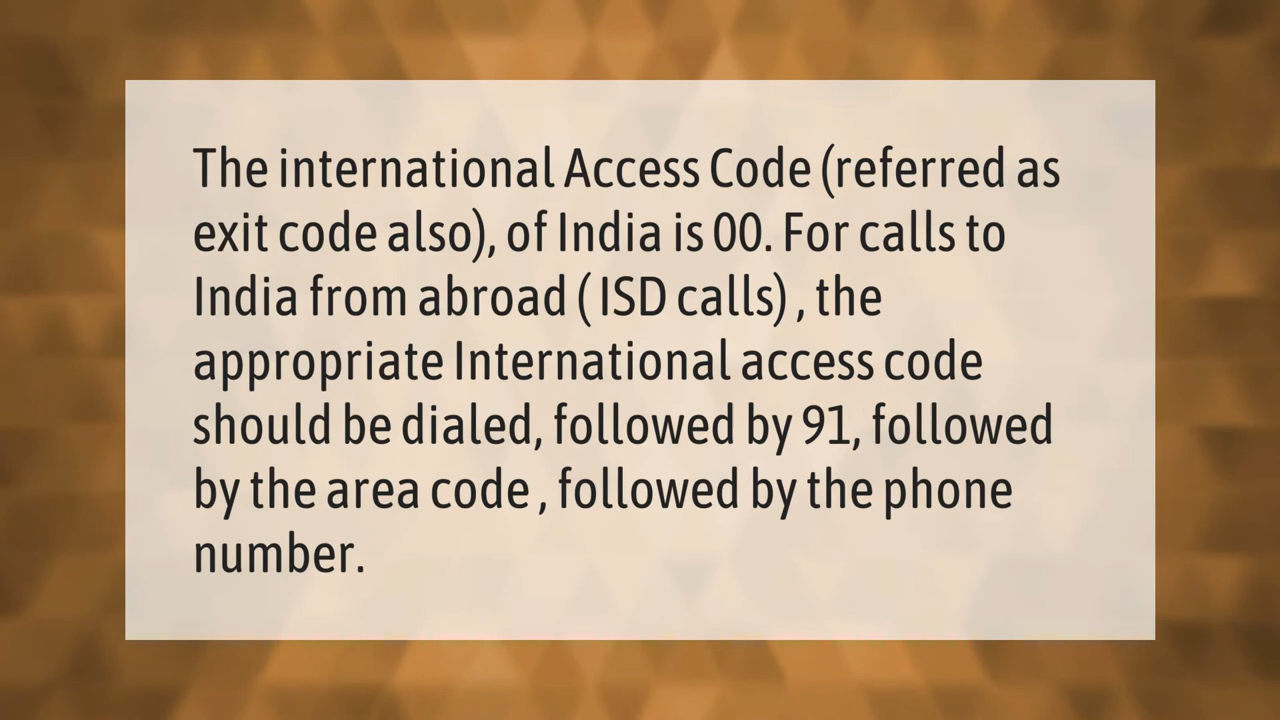 The international Access Code (referred as
exit code also), of India is 00. For calls to
India from abroad ( ISD calls) , the
appropriate International access code
should be dialed, followed by 91, followed
by the area code , followed by the phone
number.